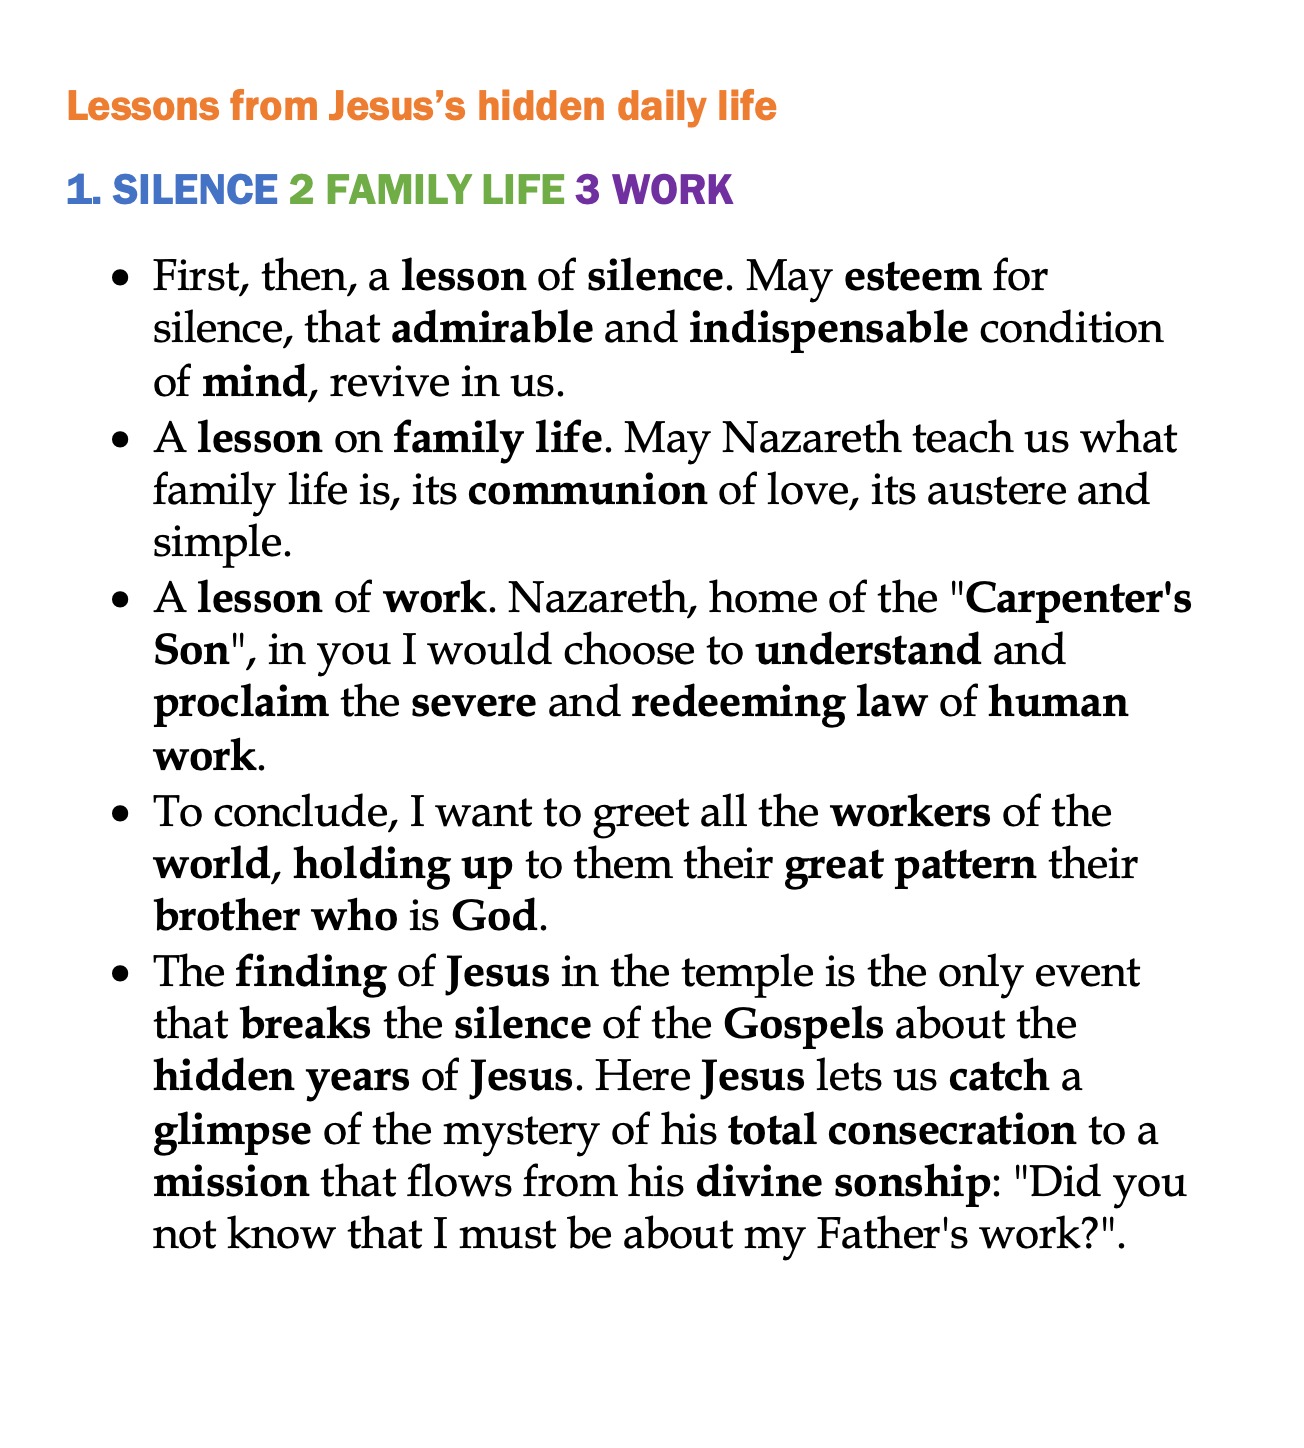 Lessons from Jesus’s hidden daily life
1. SILENCE 2 FAMILY LIFE 3 WORK
• First, then, a lesson of silence. May esteem for
silence, that admirable and indispensable condition
of mind, revive in us.
• A lesson on family life. May Nazareth teach us what
family life is, its communion of love, its austere and
simple.
• A lesson of work. Nazareth, home of the "Carpenter's
Son", in you I would choose to understand and
proclaim the severe and redeeming law of human
work.
• To conclude, I want to greet all the workers of the
world, holding up to them their great pattern their
brother who is God.
• The finding of Jesus in the temple is the only event
that breaks the silence of the Gospels about the
hidden years of Jesus. Here Jesus lets us catch a
glimpse of the mystery of his total consecration to a
mission that flows from his divine sonship: "Did you
not know that I must be about my Father's work?".